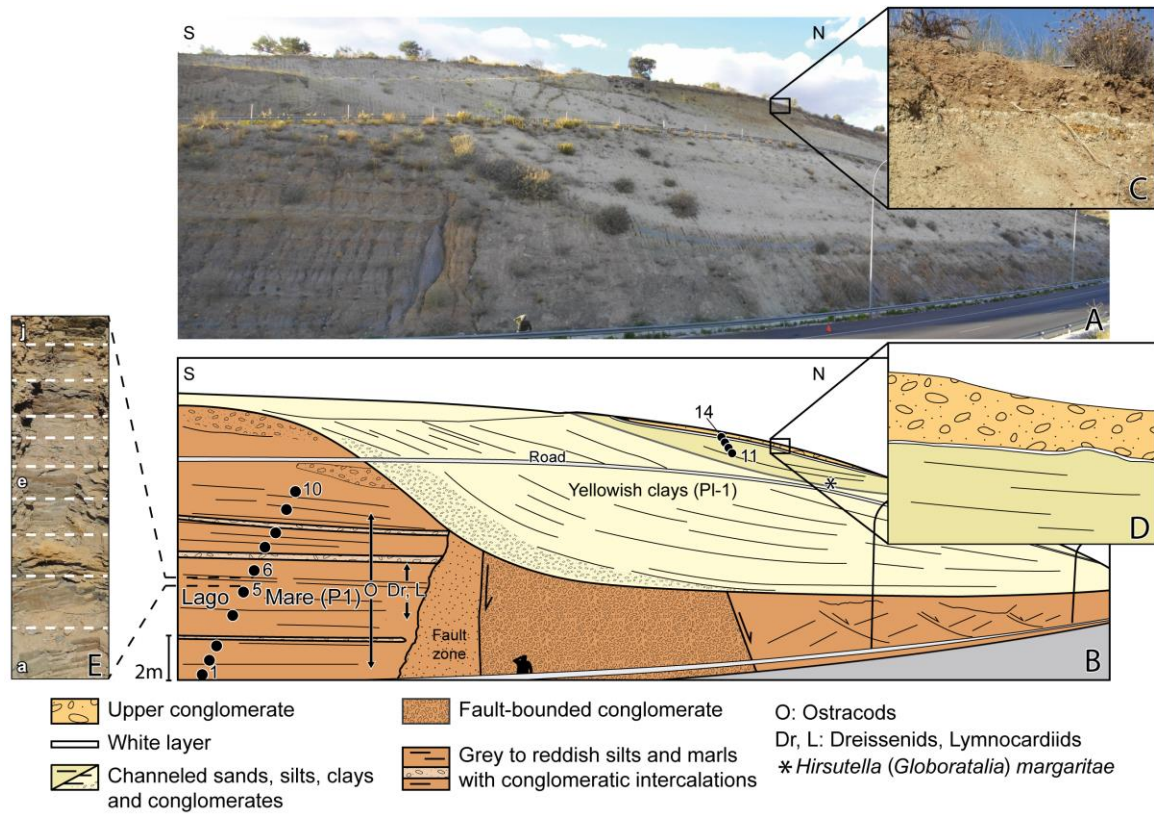 S
N
C
A
j
e
a
E
S
N
14
11
Road
Yellowish clays (Pl-1)
D
10
6
5
Lago Mare (P1)
O
Dr, L
Fault
zone
1
2m
B
Upper conglomerate
White layer
Channeled sands, silts, clays
and conglomerates
Fault-bounded conglomerate
Grey to reddish silts and marls
with conglomeratic intercalations
O: Ostracods
Dr, L: Dreissenids, Lymnocardiids
* Hirsutella (Globoratalia) margaritae